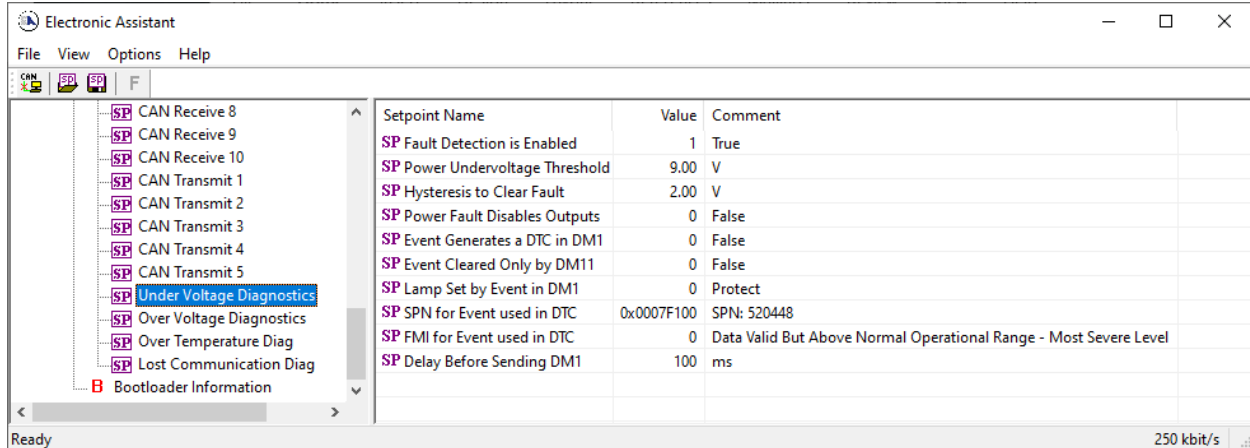 Electronic Assistant
File View Options Help
CAN SP SP F
SP CAN Receive 8
SP CAN Receive 9
SP CAN Receive 10
SP CAN Transmit 1
SP CAN Transmit 2
SP CAN Transmit 3
SP CAN Transmit 4
SP CAN Transmit 5
SP Under Voltage Diagnostics
SP Over Voltage Diagnostics
SP Over Temperature Diag
SP Lost Communication Diag
B Bootloader Information
Setpoint Name Value Comment
SP Fault Detection is Enabled 1 True
SP Power Undervoltage Threshold 9.00 V
SP Hysteresis to Clear Fault 2.00 V
SP Power Fault Disables Outputs 0 False
SP Event Generates a DTC in DM1 0 False
SP Event Cleared Only by DM11 0 False
SP Lamp Set by Event in DM1 0 Protect
SP SPN for Event used in DTC 0x0007F100 SPN: 520448
SP FMI for Event used in DTC 0 Data Valid But Above Normal Operational Range - Most Severe Level
SP Delay Before Sending DM1 100 ms
Ready 250 kbit/s